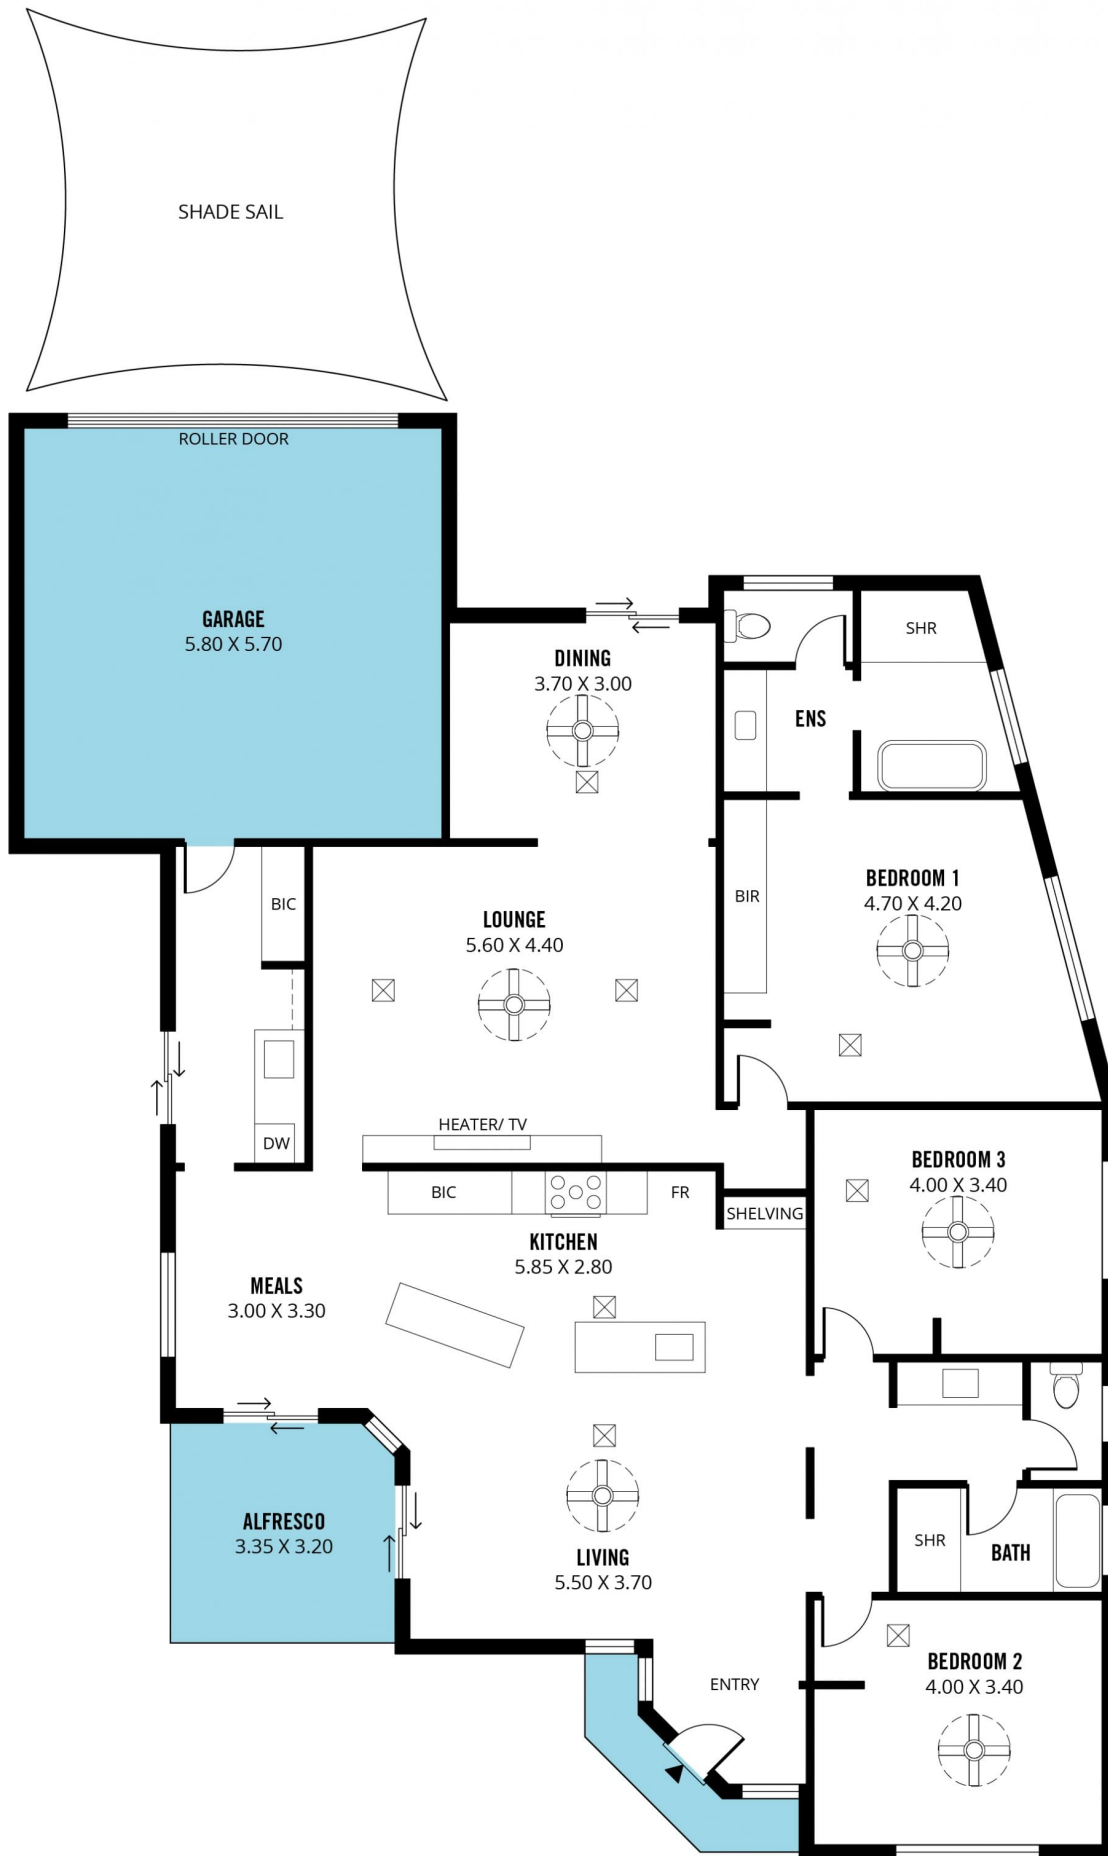 SHADE SAIL
ROLLER DOOR
GARAGE
5.80 X 5.70
DINING
3.70 X 3.00
SHR
ENS
BEDROOM 1
4.70 X 4.20
BIR
BIC
LOUNGE
5.60 X 4.40
HEATER/ TV
DW
BIC
FR
SHELVING
BEDROOM 3
4.00 X 3.40
KITCHEN
5.85 X 2.80
MEALS
3.00 X 3.30
ALFRESCO
3.35 X 3.20
LIVING
5.50 X 3.70
SHR
BATH
ENTRY
BEDROOM 2
4.00 X 3.40